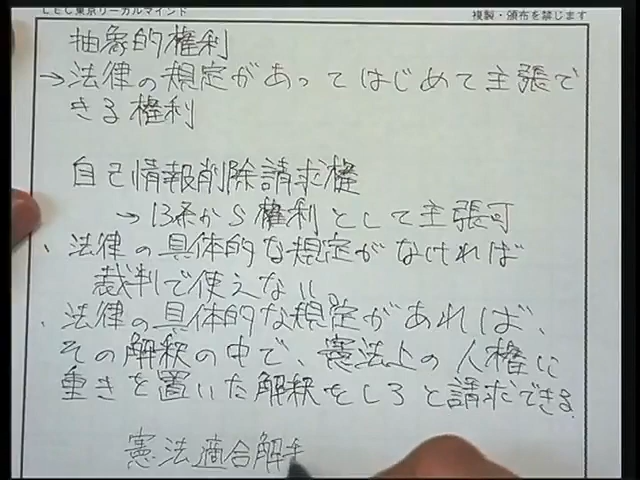 LEC東京リーガルマインド
複製・頒布を禁じます
抽象的権利
→法律の規定があってはじめて主張で
きる権利
自己情報削除請求権
→13条からS権利として主張可
、法律の具体的な規定がなければ
裁判で使えない。
、法律の具体的な規定があれば、
その解釈の中で、憲法上の人権に
重きを置いた解釈をしろと請求できる。
憲法適合解